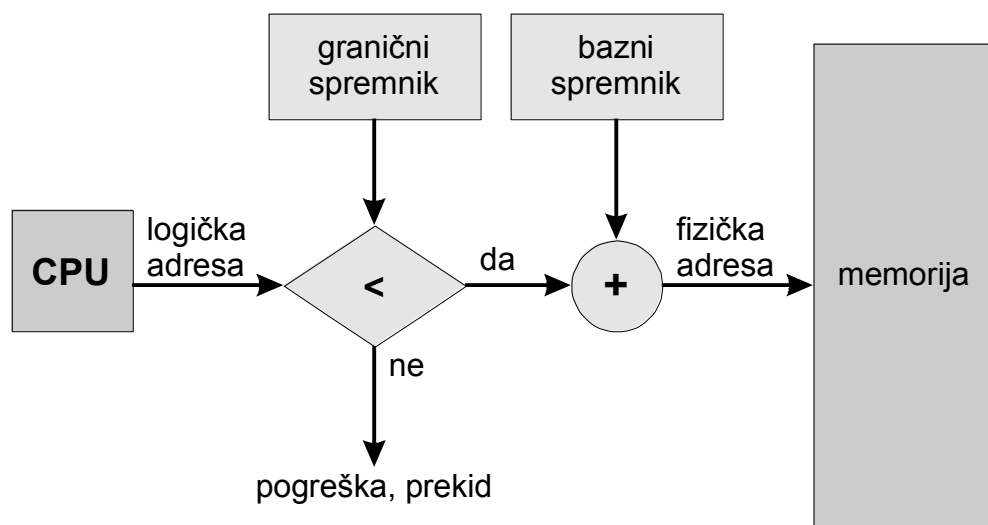 granični
spremnik
bazni
spremnik
CPU
logička
adresa
<
da
+
fizička
adresa
memorija
ne
pogreška, prekid